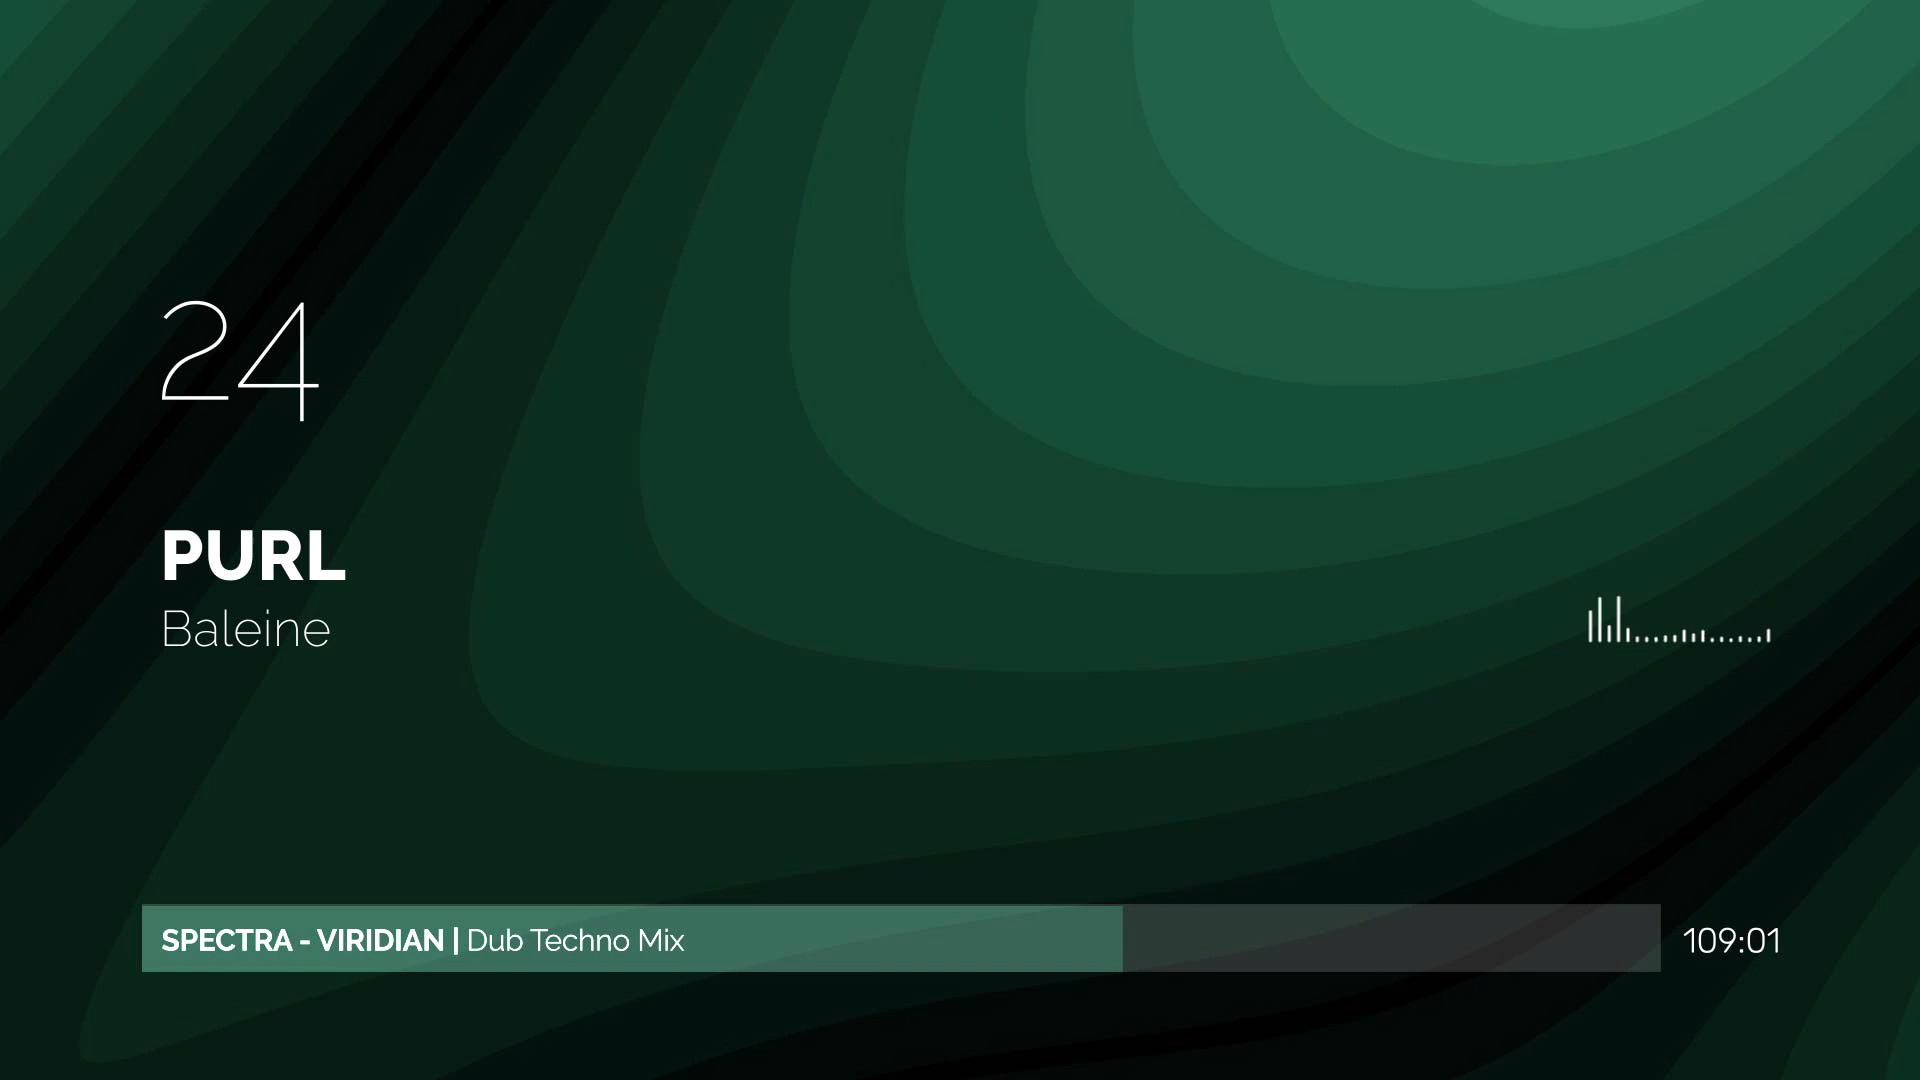 24
PURL
Baleine
SPECTRA - VIRIDIAN | Dub Techno Mix
109:01